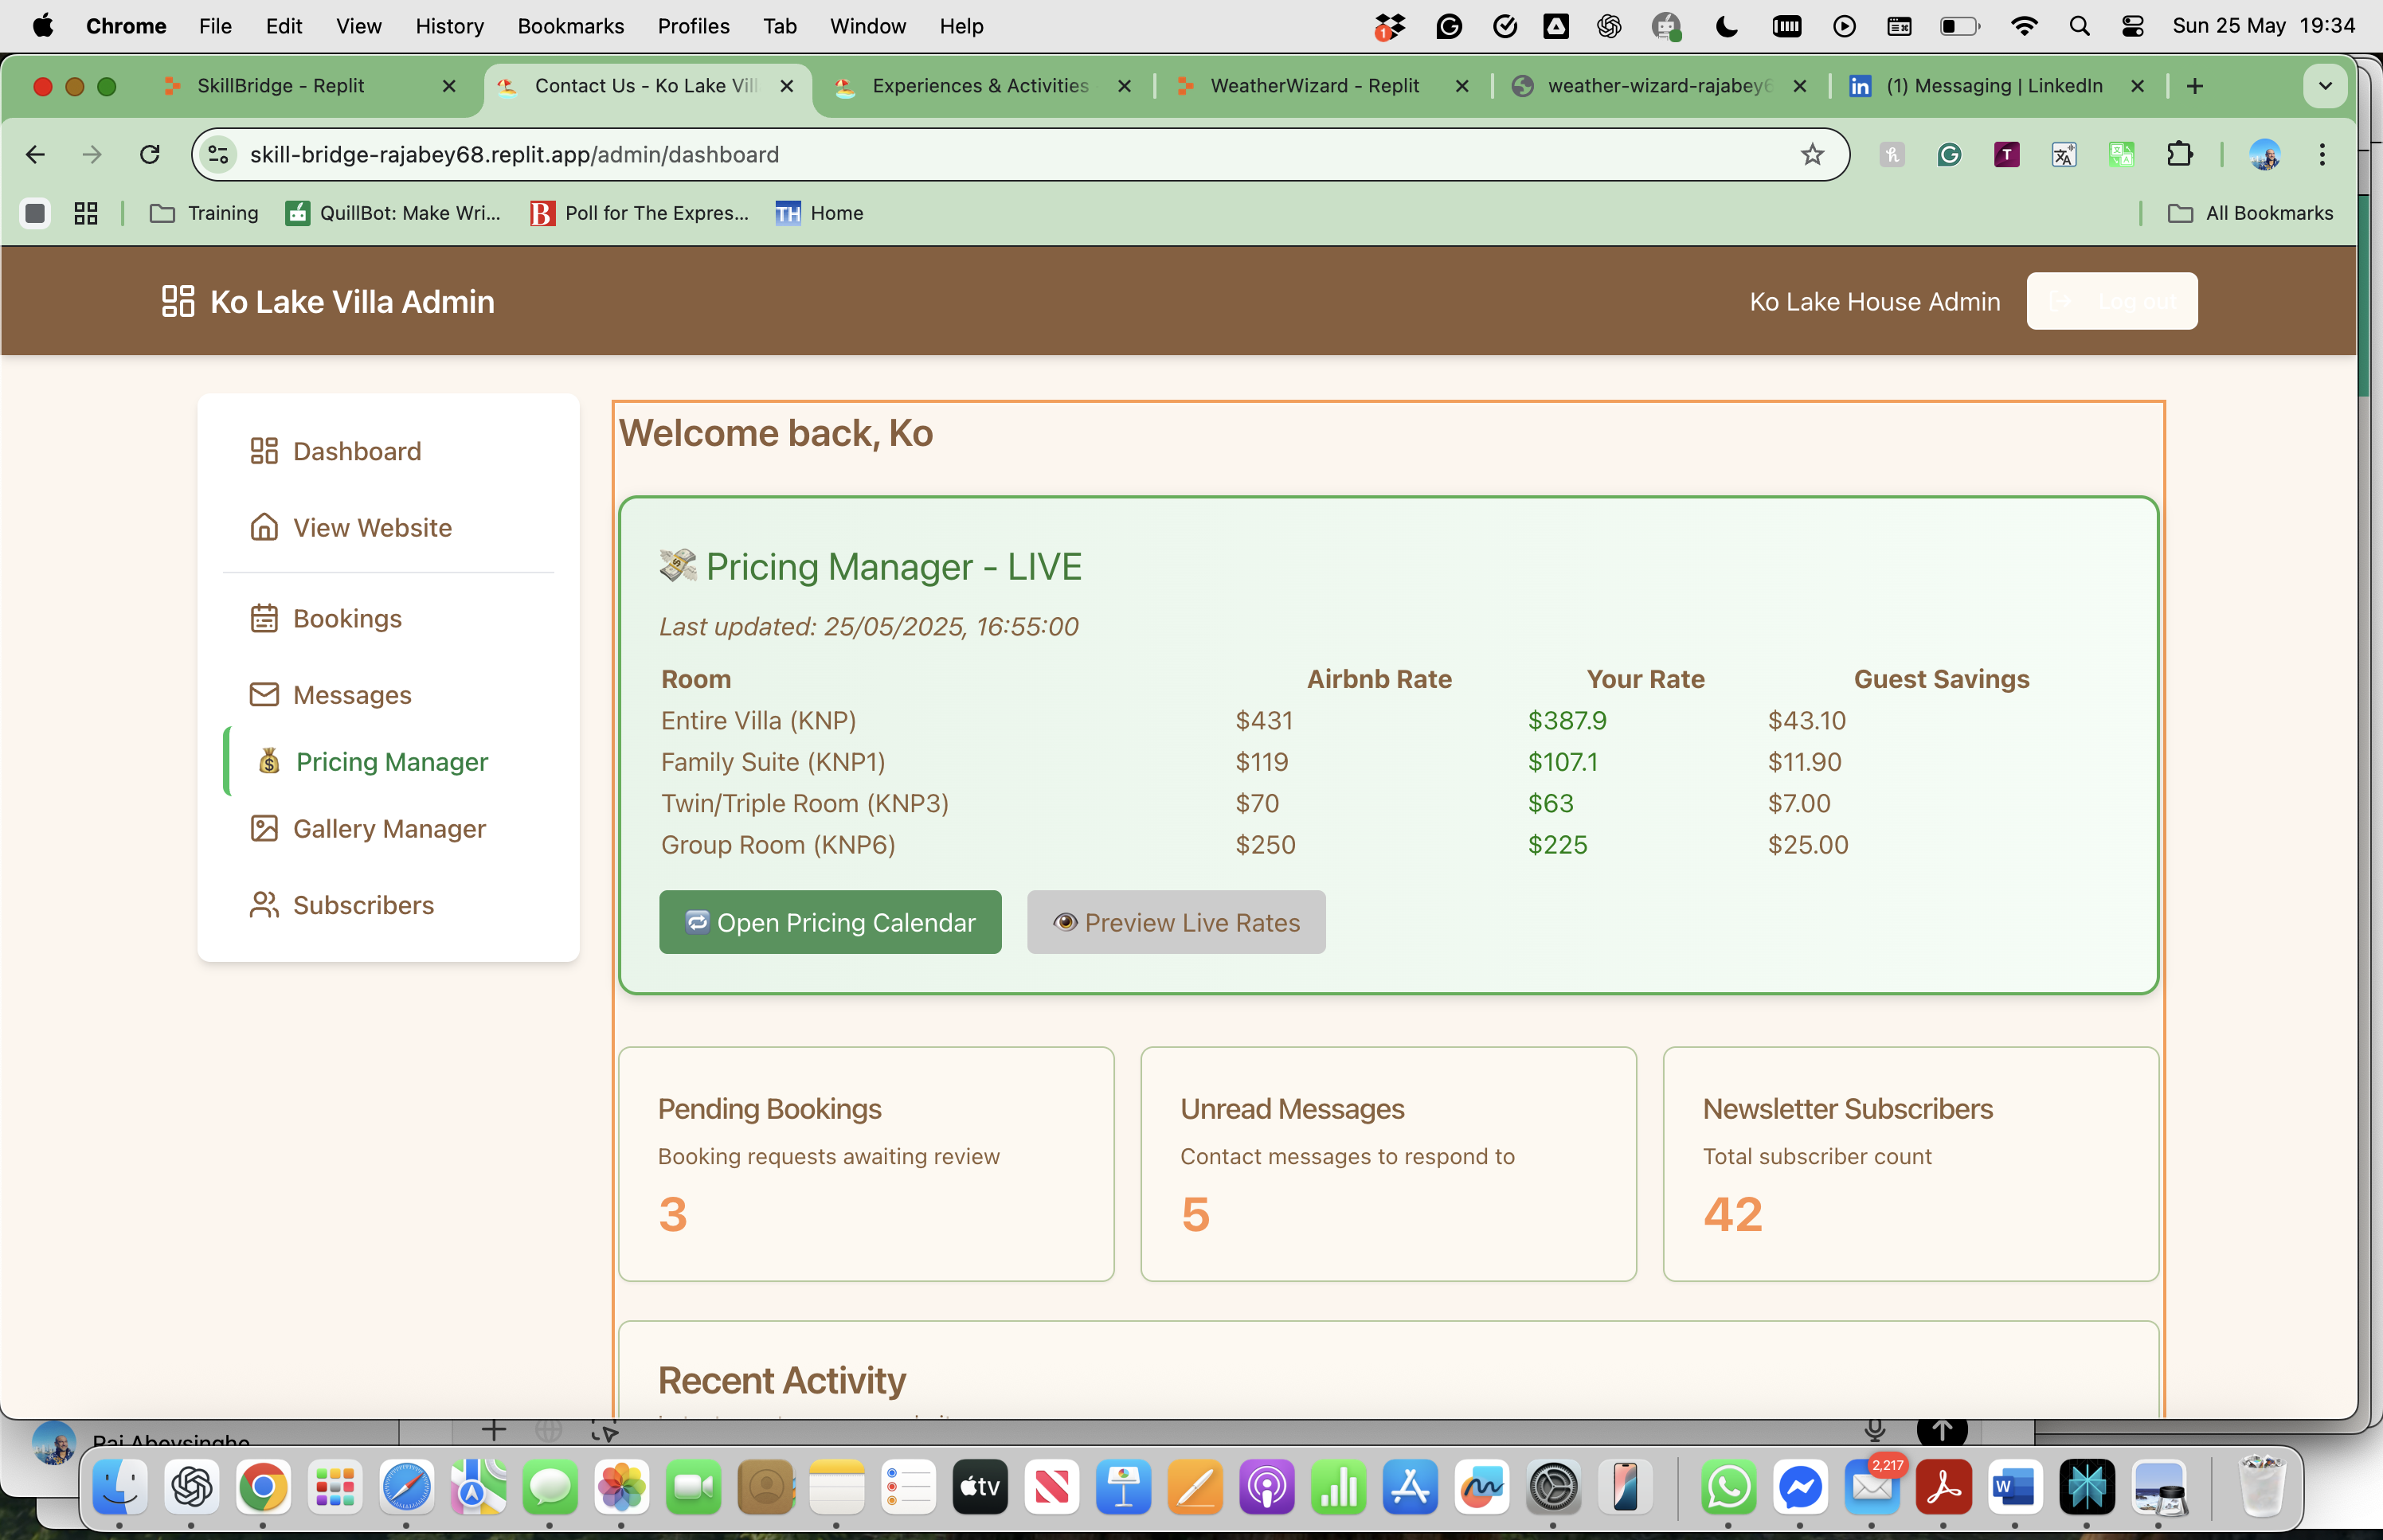 Chrome File Edit View History Bookmarks Profiles Tab Window Help 1 Sun 25 May 19:34
SkillBridge - Replit Contact Us - Ko Lake Vill Experiences & Activities WeatherWizard - Replit weather-wizard-rajabey6 (1) Messaging | LinkedIn
skill-bridge-rajabey68.replit.app/admin/dashboard
Training QuillBot: Make Wri... B Poll for The Expres... TH Home All Bookmarks
Ko Lake Villa Admin Ko Lake House Admin Log out
Dashboard
View Website
Bookings
Messages
Pricing Manager
Gallery Manager
Subscribers
Welcome back, Ko
Pricing Manager - LIVE
Last updated: 25/05/2025, 16:55:00
Room Airbnb Rate Your Rate Guest Savings
Entire Villa (KNP) $431 $387.9 $43.10
Family Suite (KNP1) $119 $107.1 $11.90
Twin/Triple Room (KNP3) $70 $63 $7.00
Group Room (KNP6) $250 $225 $25.00
Open Pricing Calendar Preview Live Rates
Pending Bookings
Booking requests awaiting review
3
Unread Messages
Contact messages to respond to
5
Newsletter Subscribers
Total subscriber count
42
Recent Activity
Raj Abeysinghe
tv 2,217 W